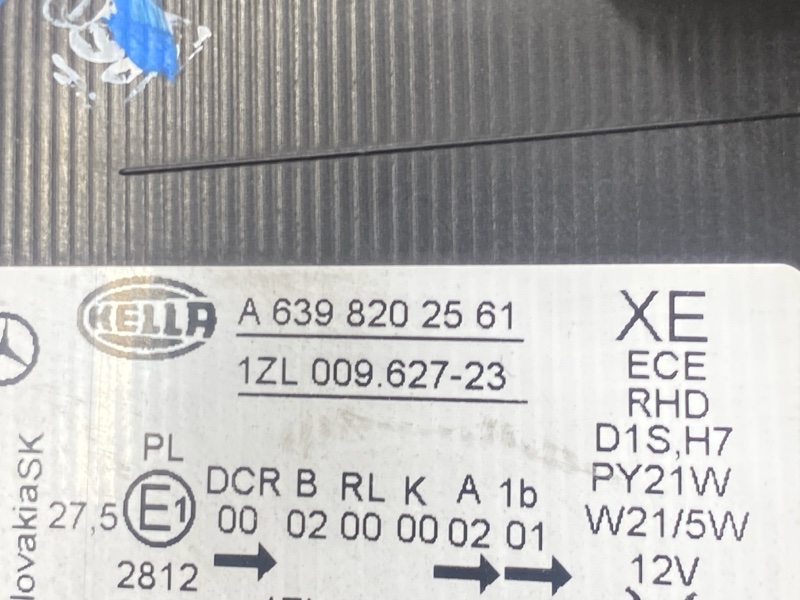 HELLA A 639 820 25 61 XE
1ZL 009.627-23 ECE
RHD
PL D1S,H7
DCR B RL K A 1b PY21W
27,5 E1 00 02 00 00 02 01 W21/5W
2812 12V
lovakiaSK